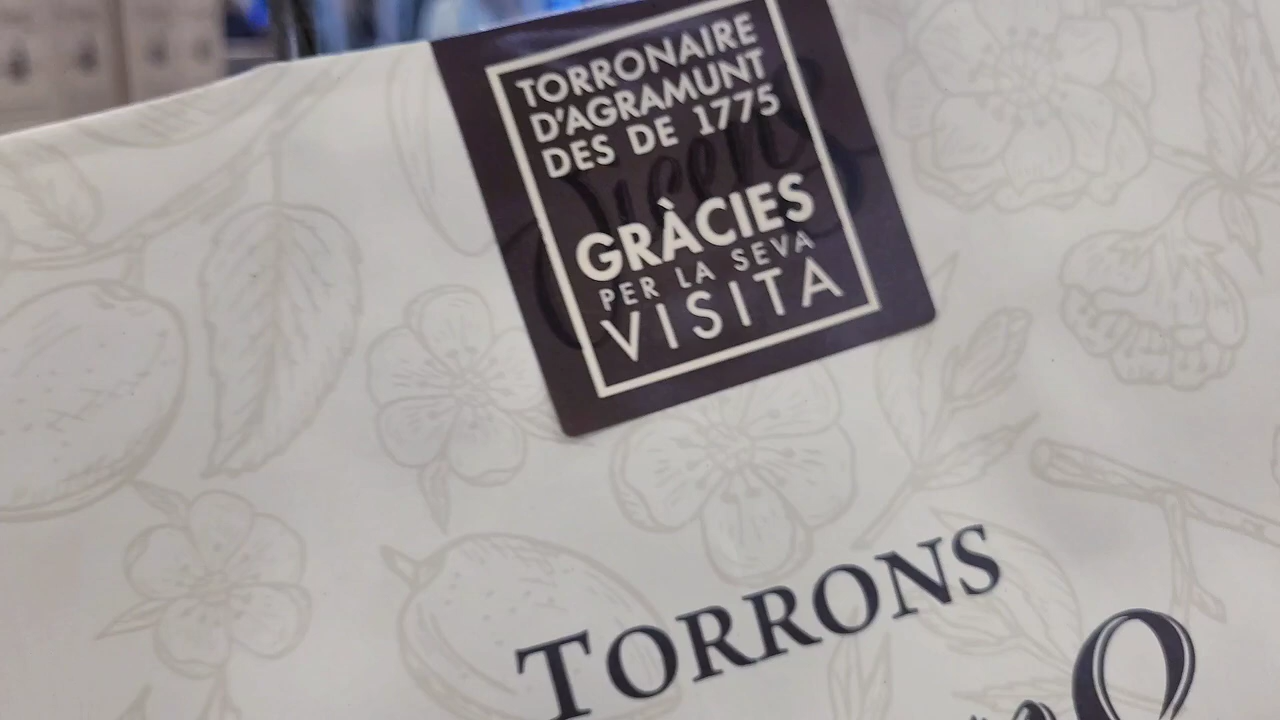 TORRONAIRE
D'AGRAMUNT
DES DE 1775
GRÀCIES
PER LA SEVA
VISITA
TORRONS